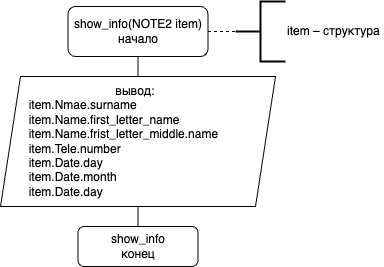 show_info(NOTE2 item)
начало
item – структура
вывод:
item.Nmae.surname
item.Name.first_letter_name
item.Name.frist_letter_middle.name
item.Tele.number
item.Date.day
item.Date.month
item.Date.day
show_info
конец